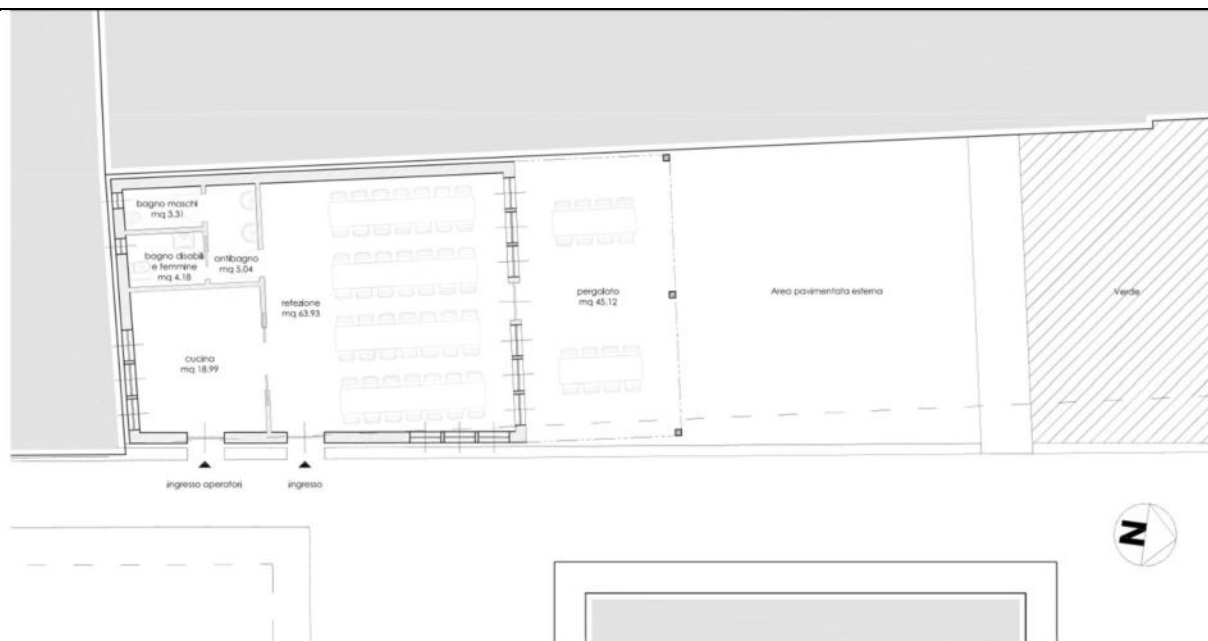 bagno maschi
mq 3.31
bagno disabili
e femmine
mq 4.18
antibagno
mq 5.04
refezione
mq 63.93
cucina
mq 18.99
pergolato
mq 45.12
Area pavimentata esterna
Verde
ingresso operatori
ingresso
N